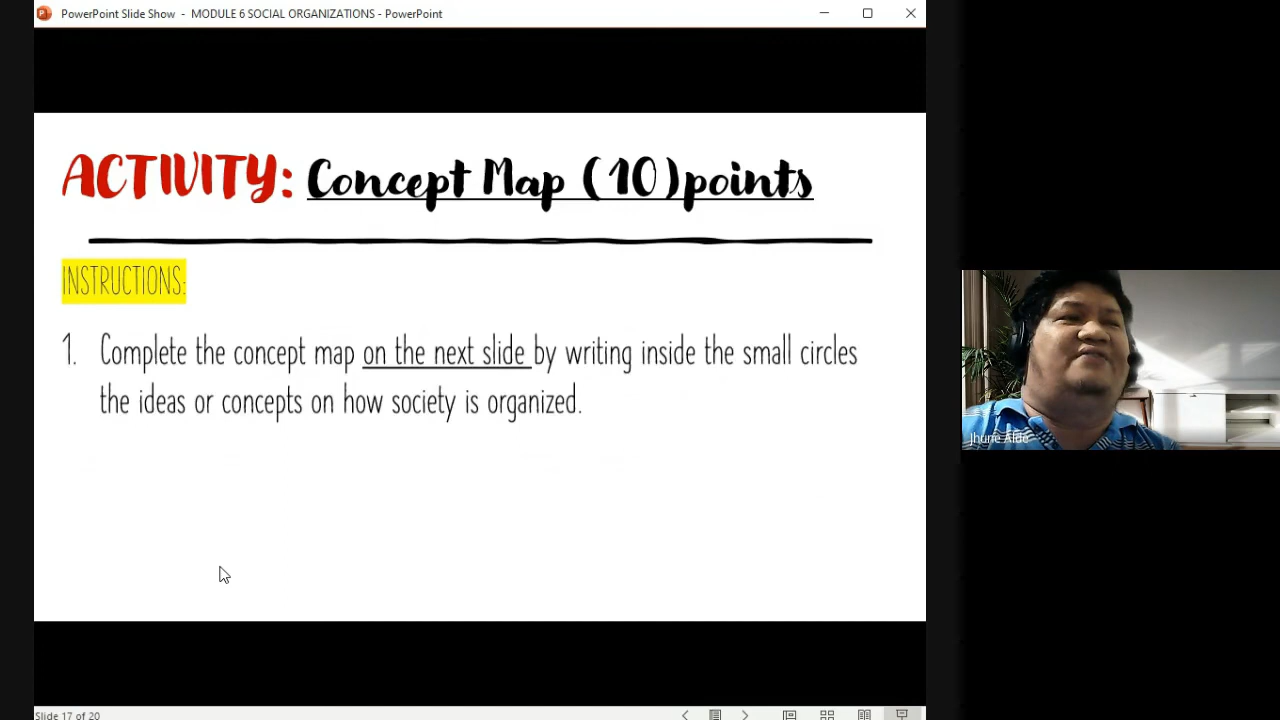 PowerPoint Slide Show - MODULE 6 SOCIAL ORGANIZATIONS - PowerPoint
ACTIVITY: Concept Map (10)points
INSTRUCTIONS:
1. Complete the concept map on the next slide by writing inside the small circles
the ideas or concepts on how society is organized.
Jhune Aldo
Slide 17 of 20